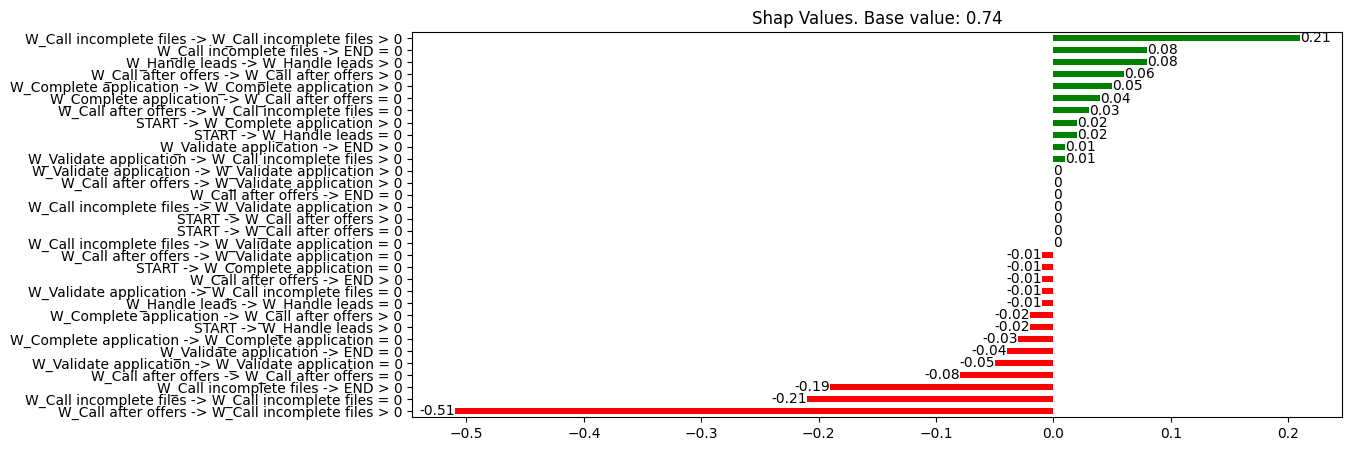 Shap Values. Base value: 0.74
W_Call incomplete files -> W_Call incomplete files > 0 0.21
W_Call incomplete files -> END = 0 0.08
W_Handle leads -> W_Handle leads > 0 0.08
W_Call after offers -> W_Call after offers > 0 0.06
W_Complete application -> W_Complete application > 0 0.05
W_Complete application -> W_Call after offers = 0 0.04
W_Call after offers -> W_Call incomplete files = 0 0.03
START -> W_Complete application > 0 0.02
START -> W_Handle leads = 0 0.02
W_Validate application -> END > 0 0.01
W_Validate application -> W_Call incomplete files > 0 0.01
W_Validate application -> W_Validate application > 0 0
W_Call after offers -> W_Validate application > 0 0
W_Call after offers -> END = 0 0
W_Call incomplete files -> W_Validate application > 0 0
START -> W_Call after offers > 0 0
START -> W_Call after offers = 0 0
W_Call incomplete files -> W_Validate application = 0 0
W_Call after offers -> W_Validate application = 0 -0.01
START -> W_Complete application = 0 -0.01
W_Call after offers -> END > 0 -0.01
W_Validate application -> W_Call incomplete files = 0 -0.01
W_Handle leads -> W_Handle leads = 0 -0.01
W_Complete application -> W_Call after offers > 0 -0.02
START -> W_Handle leads > 0 -0.02
W_Complete application -> W_Complete application = 0 -0.03
W_Validate application -> END = 0 -0.04
W_Validate application -> W_Validate application = 0 -0.05
W_Call after offers -> W_Call after offers = 0 -0.08
W_Call incomplete files -> END > 0 -0.19
W_Call incomplete files -> W_Call incomplete files = 0 -0.21
W_Call after offers -> W_Call incomplete files > 0 -0.51
−0.5 −0.4 −0.3 −0.2 −0.1 0.0 0.1 0.2